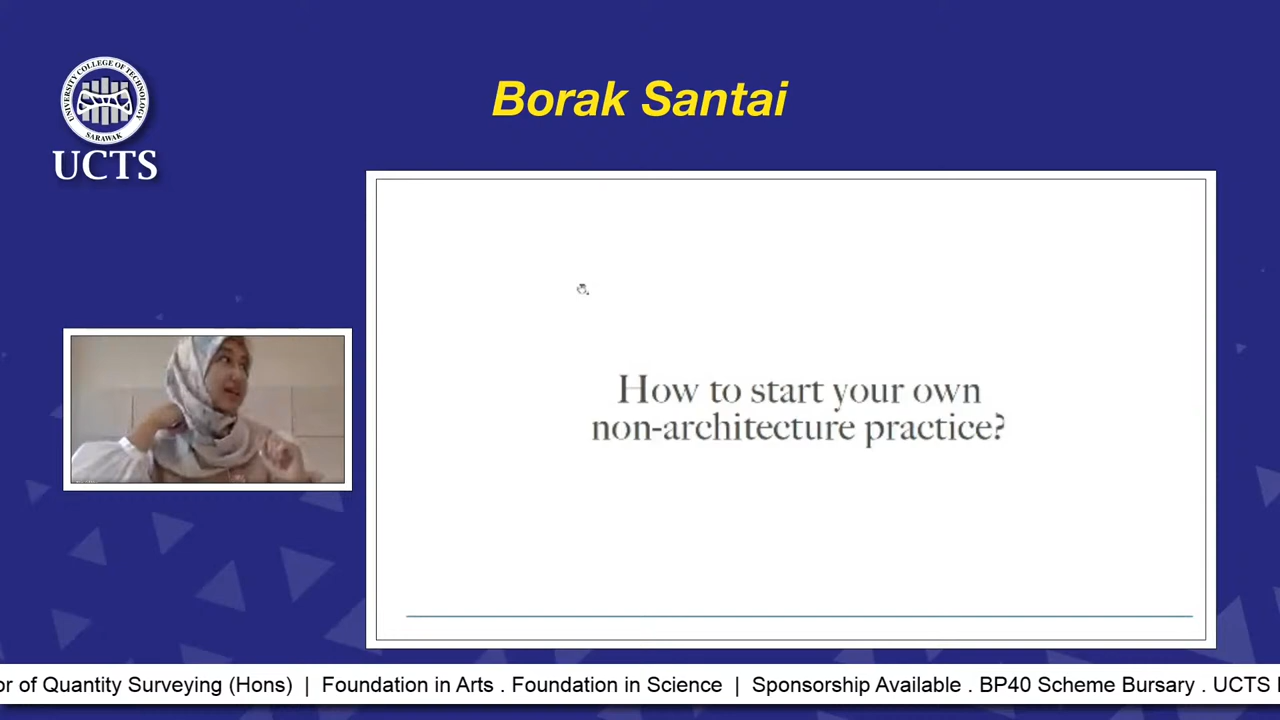 UNIVERSITY COLLEGE OF TECHNOLOGY
SARAWAK
UCTS
Borak Santai
How to start your own
non-architecture practice?
or of Quantity Surveying (Hons) | Foundation in Arts . Foundation in Science | Sponsorship Available . BP40 Scheme Bursary . UCTS